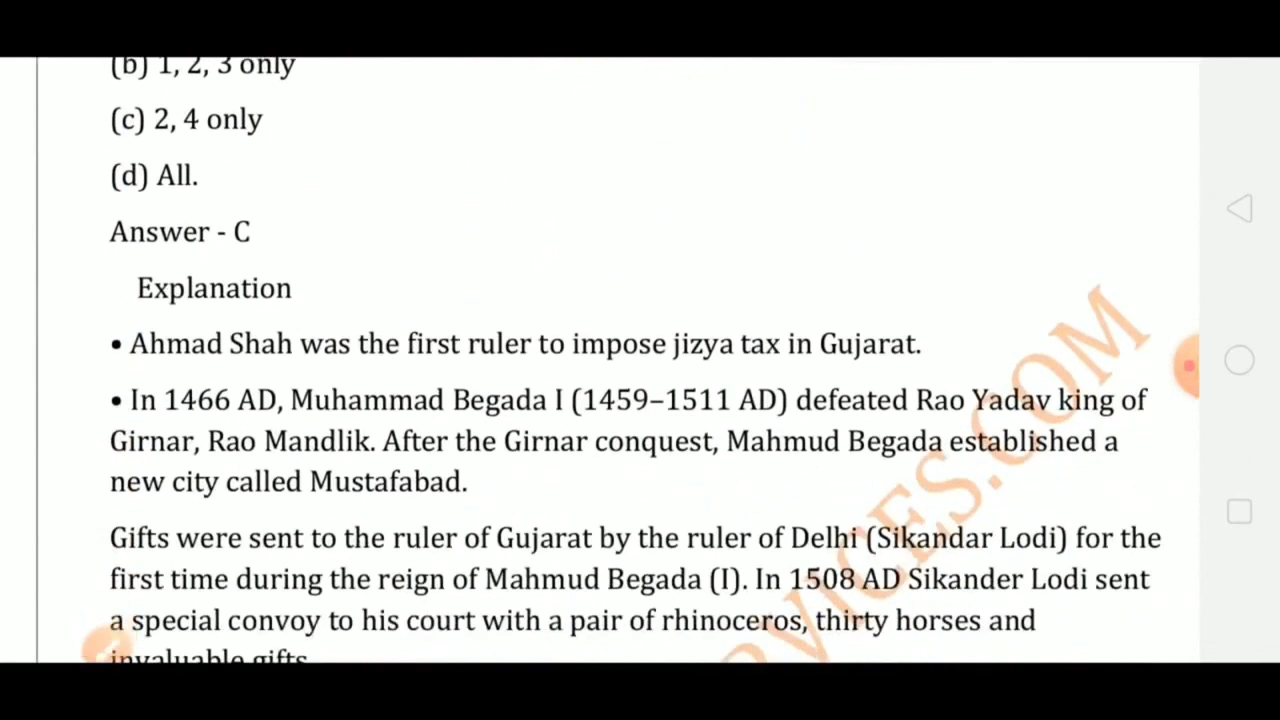 (b) 1, 2, 3 only
(c) 2, 4 only
(d) All.
Answer - C
Explanation
• Ahmad Shah was the first ruler to impose jizya tax in Gujarat.
• In 1466 AD, Muhammad Begada I (1459–1511 AD) defeated Rao Yadav king of
Girnar, Rao Mandlik. After the Girnar conquest, Mahmud Begada established a
new city called Mustafabad.
Gifts were sent to the ruler of Gujarat by the ruler of Delhi (Sikandar Lodi) for the
first time during the reign of Mahmud Begada (I). In 1508 AD Sikander Lodi sent
a special convoy to his court with a pair of rhinoceros, thirty horses and
invaluable gifts
RVICES.COM